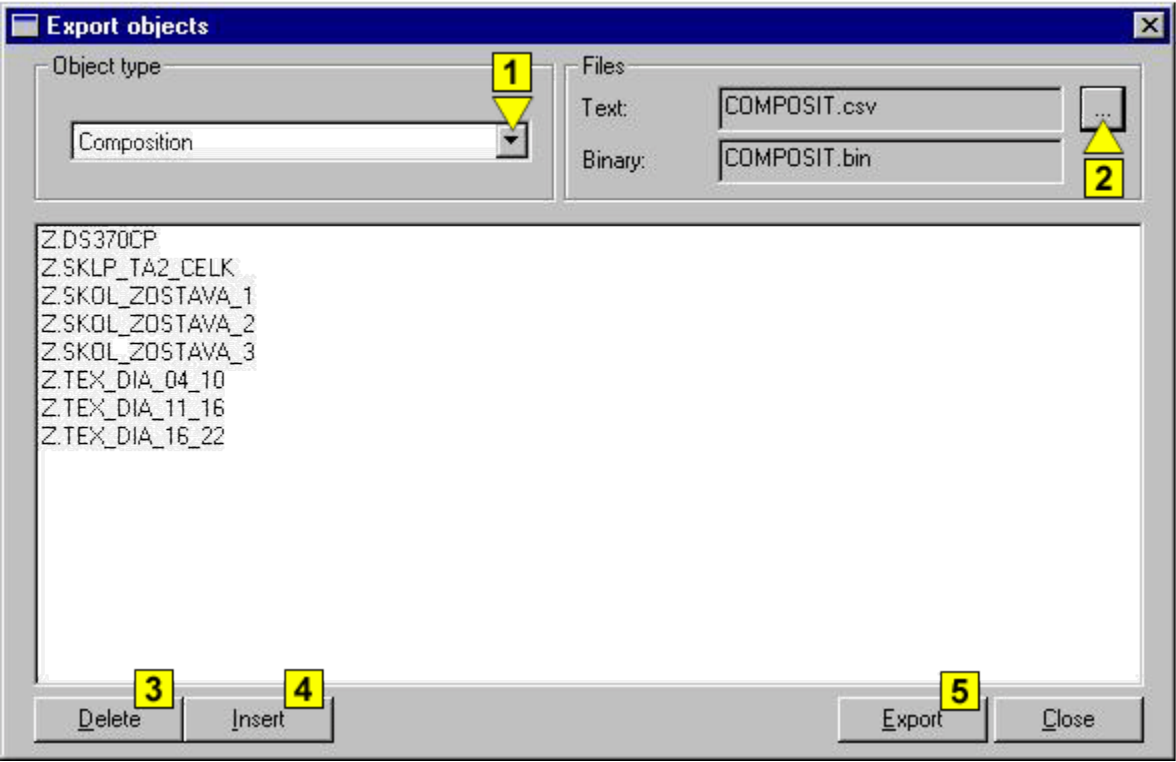 Export objects
Object type
1
Composition
Files
Text:
COMPOSIT.csv
...
Binary:
COMPOSIT.bin
2
Z.DS370CP
Z.SKLP_TA2_CELK
Z.SKOL_ZOSTAVA_1
Z.SKOL_ZOSTAVA_2
Z.SKOL_ZOSTAVA_3
Z.TEX_DIA_04_10
Z.TEX_DIA_11_16
Z.TEX_DIA_16_22
3
4
5
Delete
Insert
Export
Close